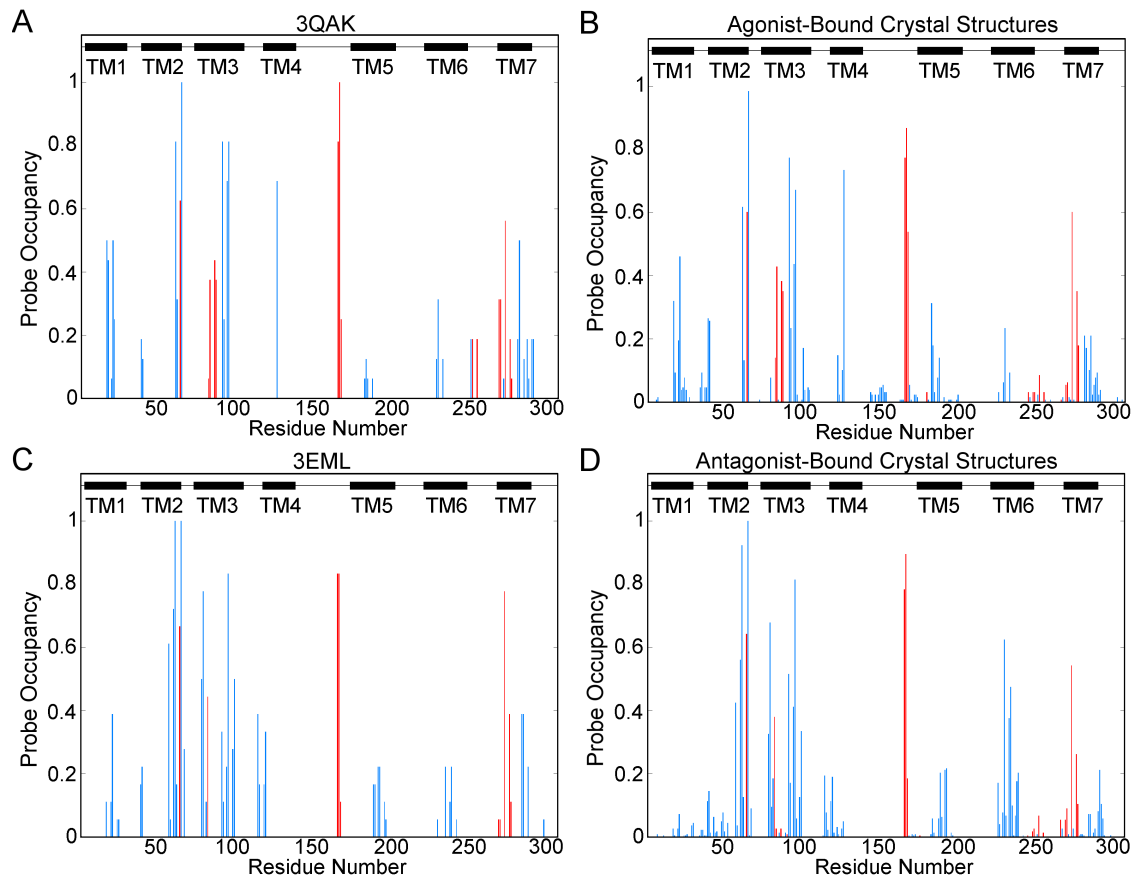 A
3QAK
TM1 TM2 TM3 TM4 TM5 TM6 TM7
1
0.8
0.6
0.4
0.2
0
Probe Occupancy
50 100 150 200 250 300
Residue Number
B
Agonist-Bound Crystal Structures
TM1 TM2 TM3 TM4 TM5 TM6 TM7
1
0.8
0.6
0.4
0.2
0
Probe Occupancy
50 100 150 200 250 300
Residue Number
C
3EML
TM1 TM2 TM3 TM4 TM5 TM6 TM7
1
0.8
0.6
0.4
0.2
0
Probe Occupancy
50 100 150 200 250 300
Residue Number
D
Antagonist-Bound Crystal Structures
TM1 TM2 TM3 TM4 TM5 TM6 TM7
1
0.8
0.6
0.4
0.2
0
Probe Occupancy
50 100 150 200 250 300
Residue Number